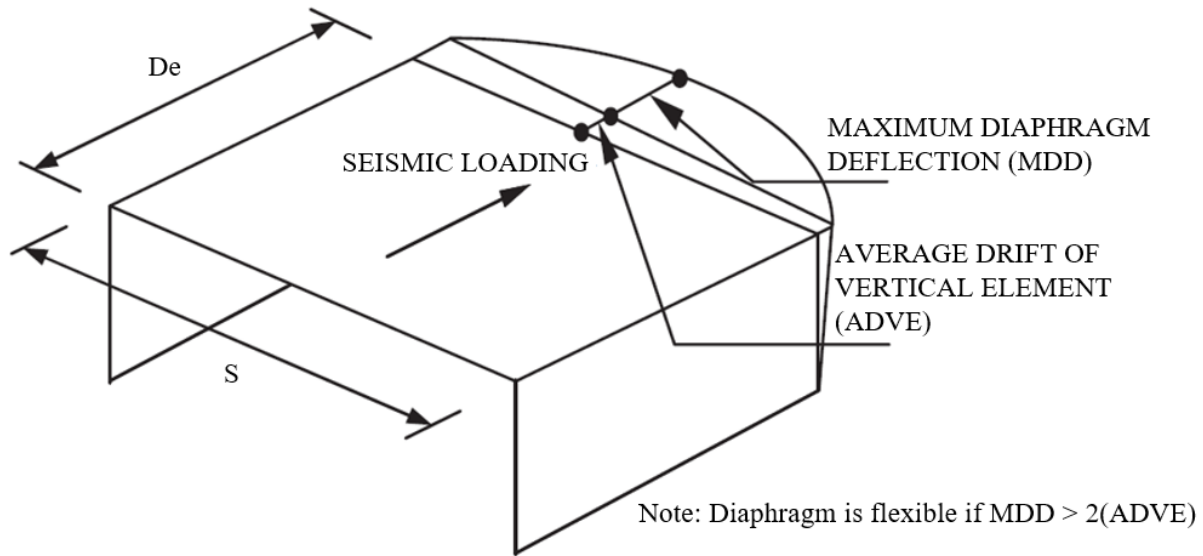 De
SEISMIC LOADING
MAXIMUM DIAPHRAGM
DEFLECTION (MDD)
AVERAGE DRIFT OF
VERTICAL ELEMENT
(ADVE)
S
Note: Diaphragm is flexible if MDD > 2(ADVE)